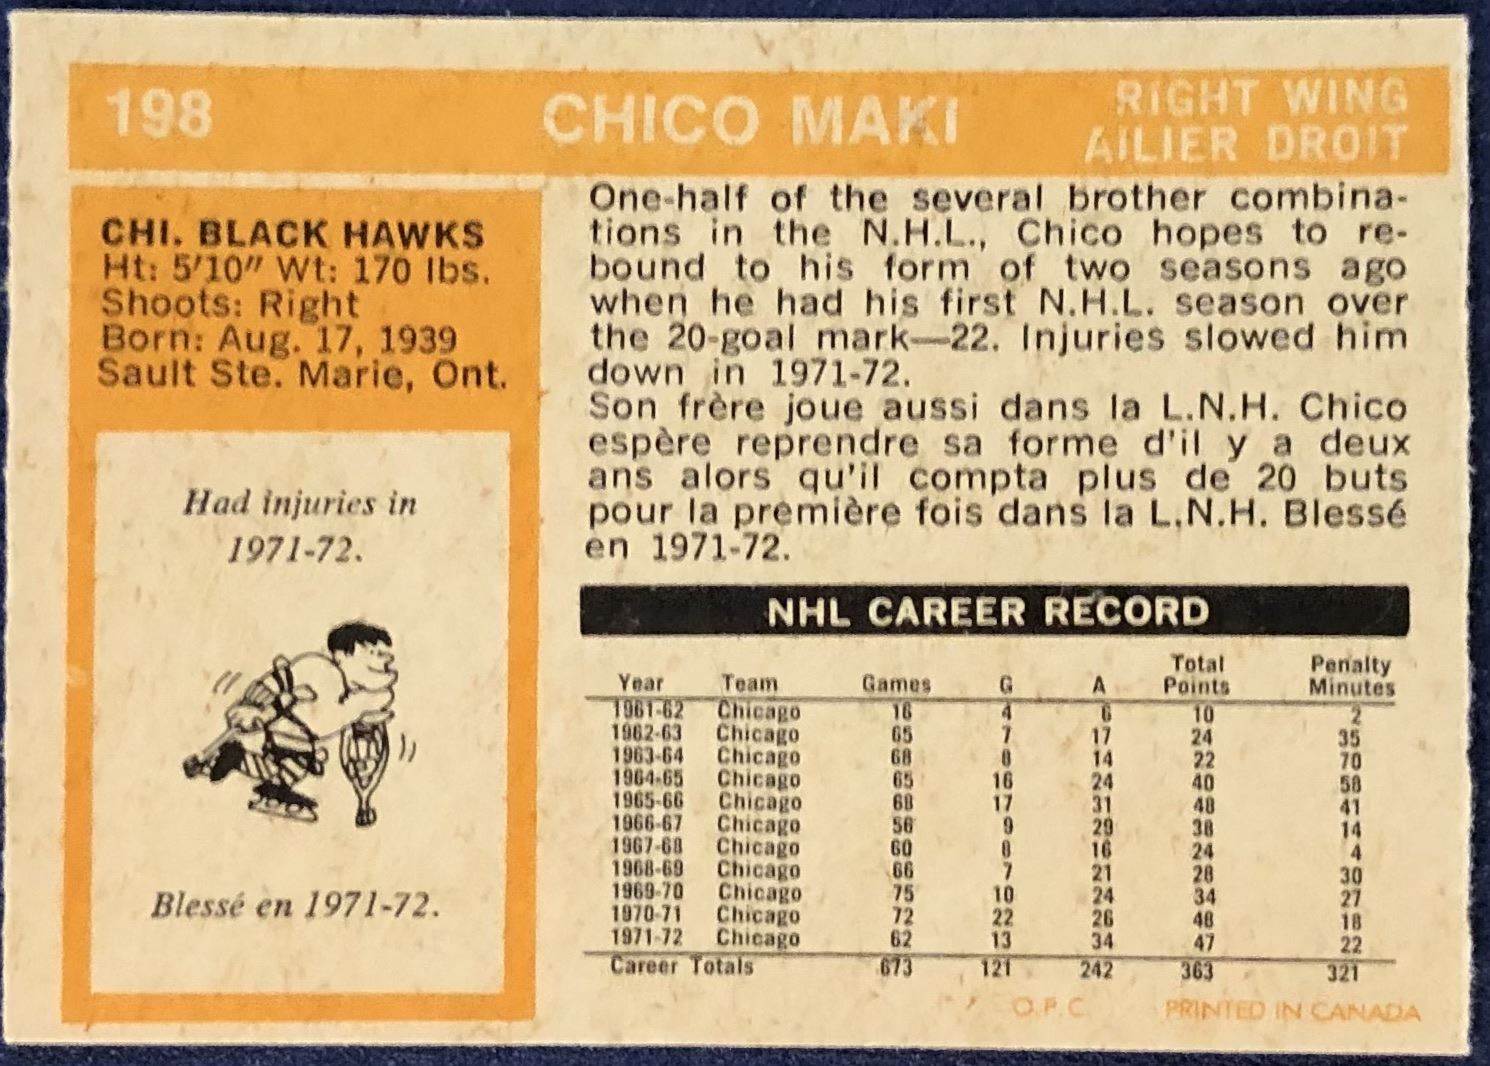 198 CHICO MAKI RIGHT WING
AILIER DROIT
CHI. BLACK HAWKS
Ht: 5'10" Wt: 170 lbs.
Shoots: Right
Born: Aug. 17, 1939
Sault Ste. Marie, Ont.
Had injuries in
1971-72.
Blessé en 1971-72.
One-half of the several brother combina-
tions in the N.H.L., Chico hopes to re-
bound to his form of two seasons ago
when he had his first N.H.L. season over
the 20-goal mark—22. Injuries slowed him
down in 1971-72.
Son frère joue aussi dans la L.N.H. Chico
espère reprendre sa forme d'il y a deux
ans alors qu'il compta plus de 20 buts
pour la première fois dans la L.N.H. Blessé
en 1971-72.
NHL CAREER RECORD
Total Penalty
Year Team Games G A Points Minutes
1961-62 Chicago 16 4 6 10 2
1962-63 Chicago 65 7 17 24 35
1963-64 Chicago 68 8 14 22 70
1964-65 Chicago 65 16 24 40 58
1965-66 Chicago 68 17 31 48 41
1966-67 Chicago 56 9 29 38 14
1967-68 Chicago 60 8 16 24 4
1968-69 Chicago 66 7 21 28 30
1969-70 Chicago 75 10 24 34 27
1970-71 Chicago 72 22 26 48 18
1971-72 Chicago 62 13 34 47 22
Career Totals 673 121 242 363 321
O.P.C. PRINTED IN CANADA